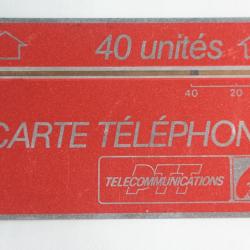 40 unités
40 20
CARTE TÉLÉPHON
PTT
TELECOMMUNICATIONS